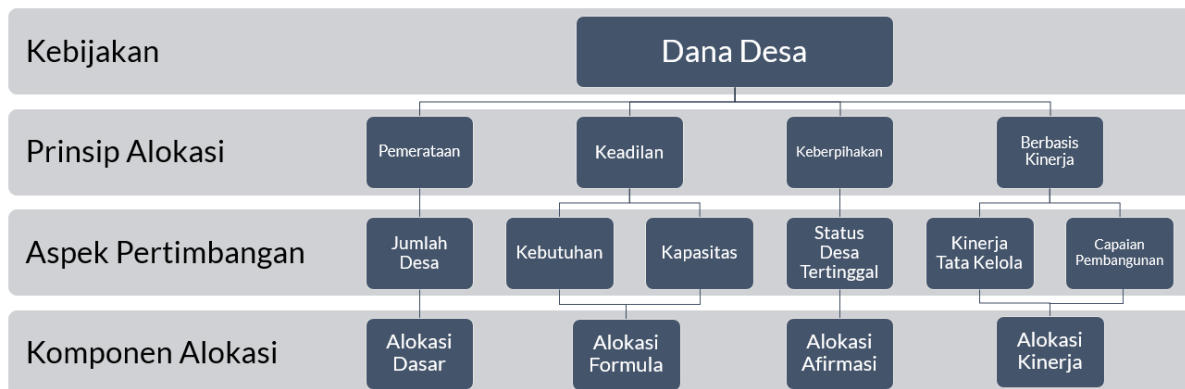 Kebijakan
Dana Desa
Prinsip Alokasi
Pemerataan
Keadilan
Keberpihakan
Berbasis
Kinerja
Aspek Pertimbangan
Jumlah
Desa
Kebutuhan
Kapasitas
Status
Desa
Tertinggal
Kinerja
Tata Kelola
Capaian
Pembangunan
Komponen Alokasi
Alokasi
Dasar
Alokasi
Formula
Alokasi
Afirmasi
Alokasi
Kinerja